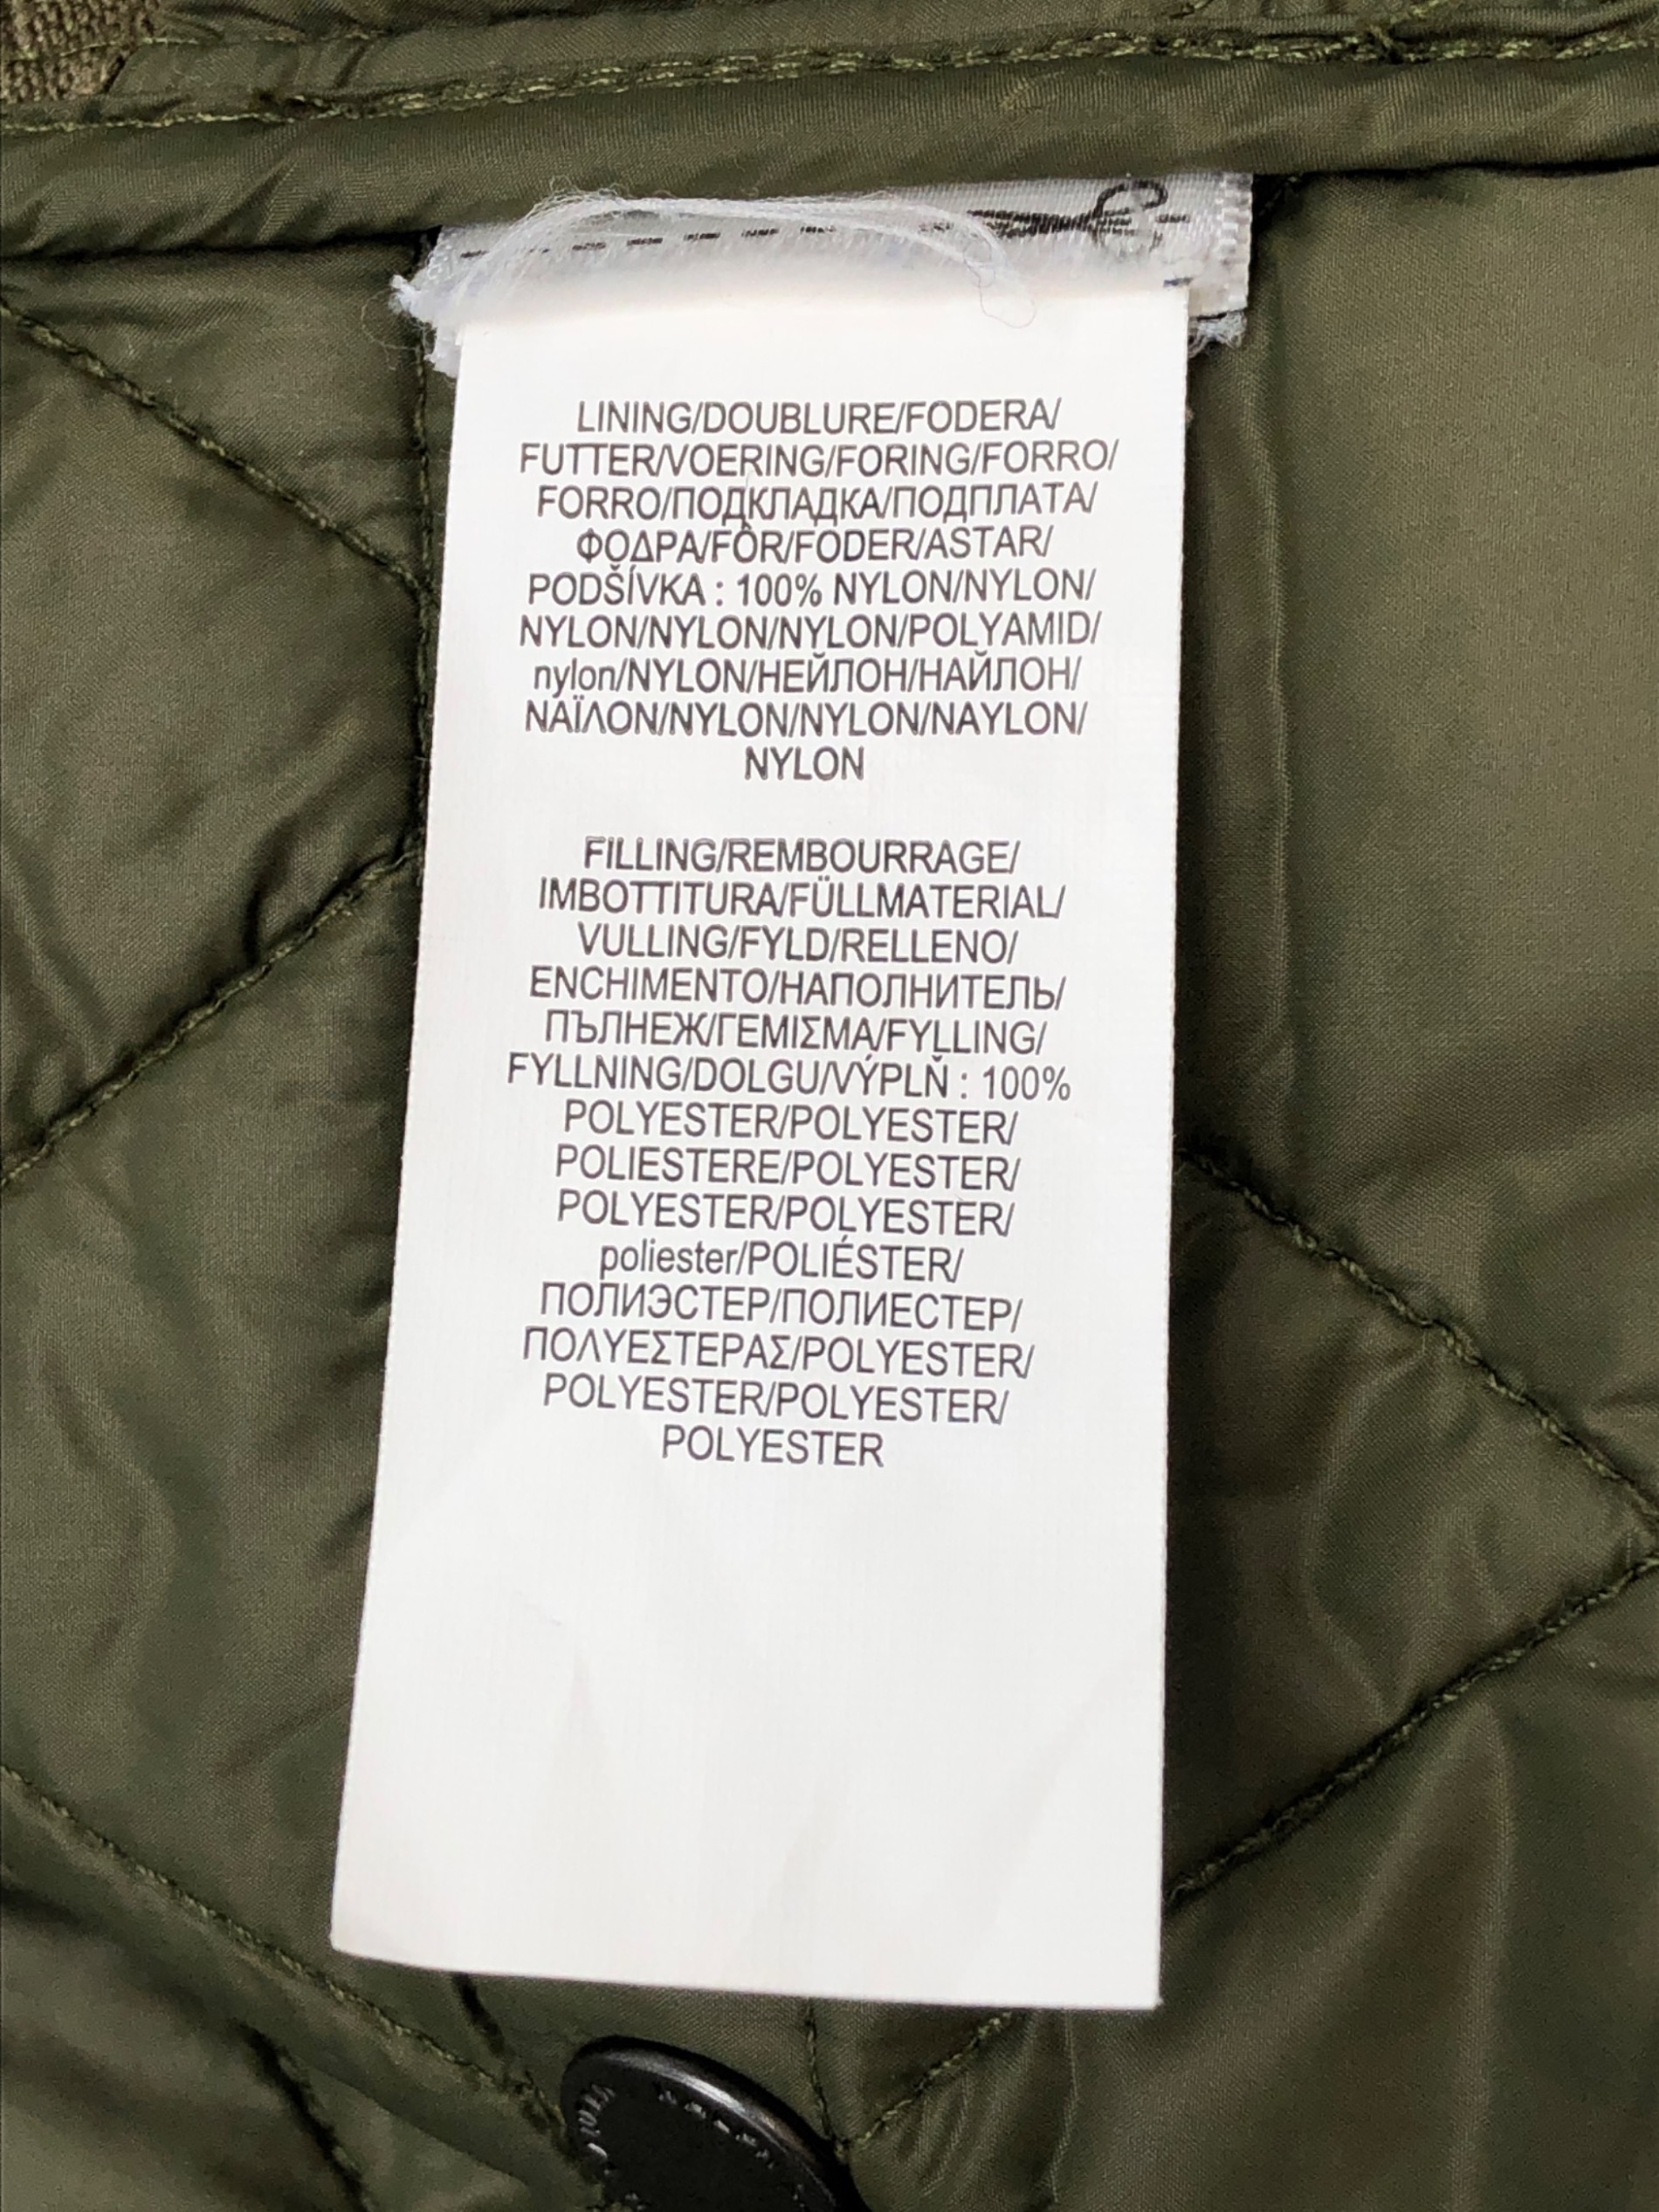 LINING/DOUBLURE/FODERA/
FUTTER/VOERING/FORING/FORRO/
FORRO/ПОДКЛАДКА/ПОДПЛАТА/
ΦΟΔΡΑ/FÔR/FODER/ASTAR/
PODŠÍVKA : 100% NYLON/NYLON/
NYLON/NYLON/NYLON/POLYAMID/
nylon/NYLON/НЕЙЛОН/НАЙЛОН/
ΝΑΪΛΟΝ/NYLON/NYLON/NAYLON/
NYLON
FILLING/REMBOURRAGE/
IMBOTTITURA/FÜLLMATERIAL/
VULLING/FYLD/RELLENO/
ENCHIMENTO/НАПОЛНИТЕЛЬ/
ПЪЛНЕЖ/ΓΕΜΙΣΜΑ/FYLLING/
FYLLNING/DOLGU/VÝPLŇ : 100%
POLYESTER/POLYESTER/
POLIESTERE/POLYESTER/
POLYESTER/POLYESTER/
poliester/POLIÉSTER/
ПОЛИЭСТЕР/ПОЛИЕСТЕР/
ΠΟΛΥΕΣΤΕΡΑΣ/POLYESTER/
POLYESTER/POLYESTER/
POLYESTER